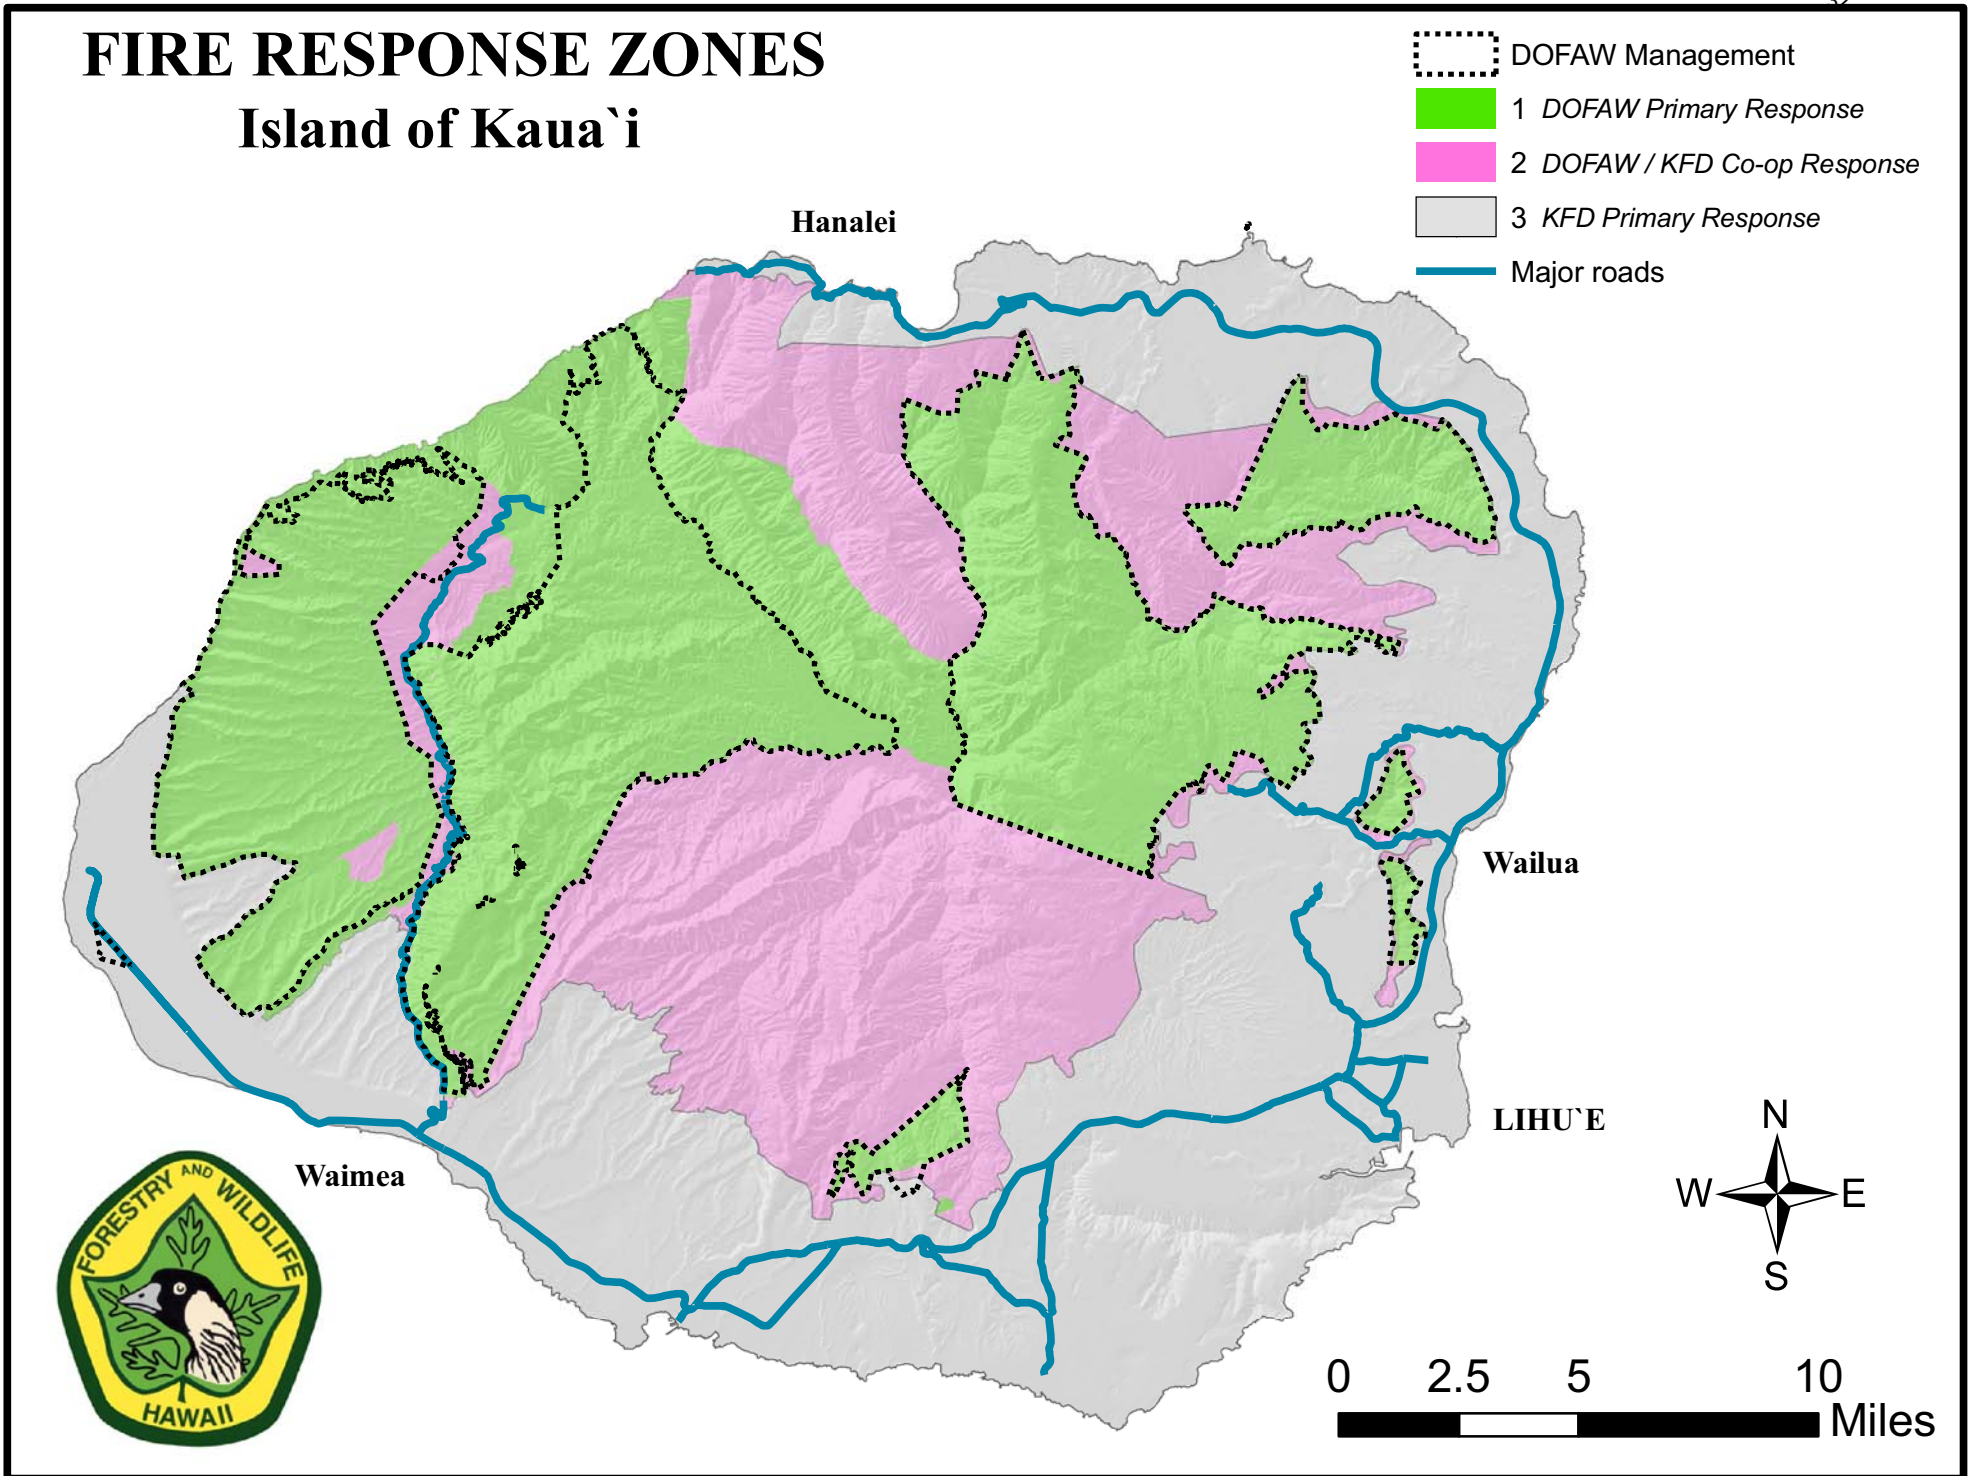 FIRE RESPONSE ZONES
Island of Kaua`i
DOFAW Management
1 DOFAW Primary Response
2 DOFAW / KFD Co-op Response
3 KFD Primary Response
Major roads
Hanalei
Wailua
LIHU`E
Waimea
N
W E
S
FORESTRY AND WILDLIFE
HAWAII
0 2.5 5 10
Miles